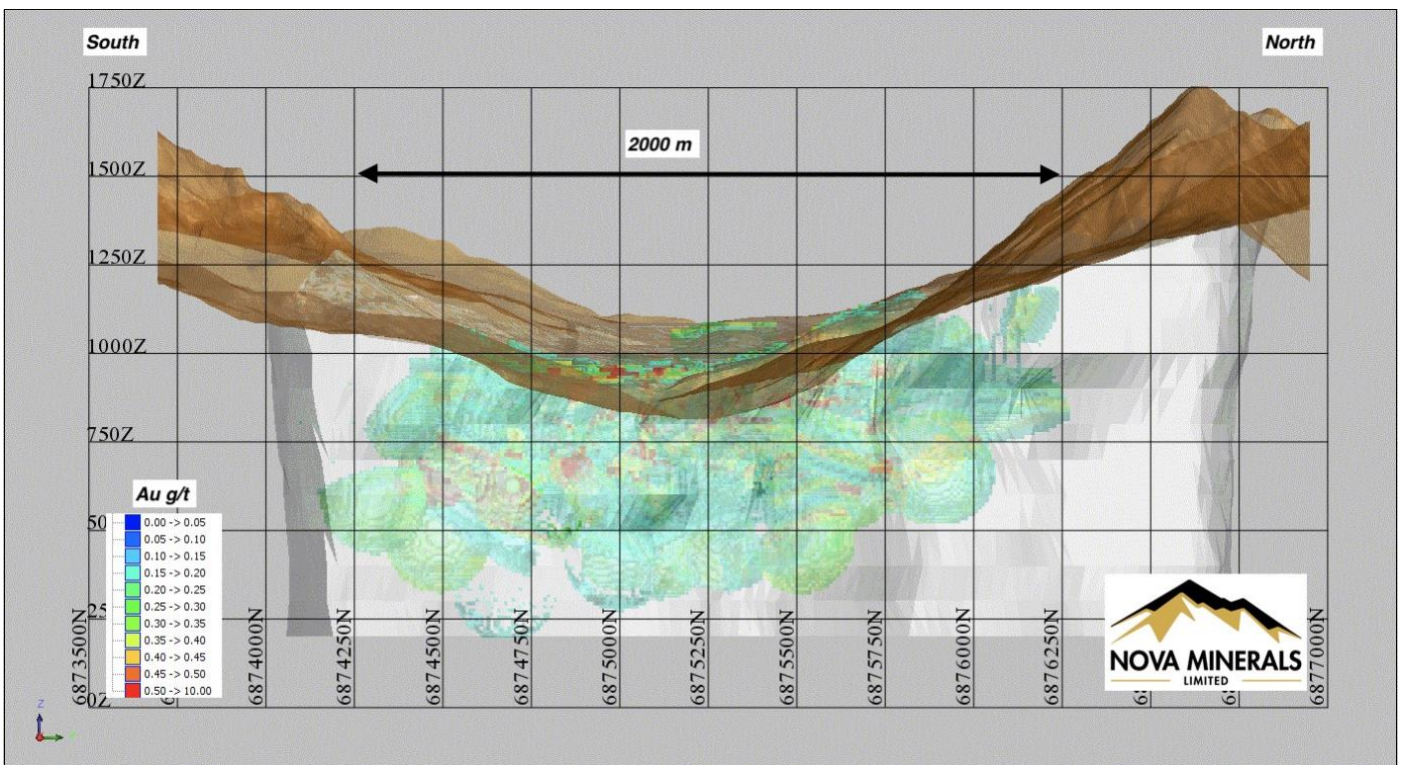 South
North
1750Z
2000 m
1500Z
1250Z
1000Z
750Z
Au g/t
50
0.00 -> 0.05
0.05 -> 0.10
0.10 -> 0.15
0.15 -> 0.20
0.20 -> 0.25
0.25 -> 0.30
0.30 -> 0.35
0.35 -> 0.40
0.40 -> 0.45
0.45 -> 0.50
0.50 -> 10.00
25
0Z
6873500N
6874000N
6874250N
6874500N
6874750N
6875000N
6875250N
6875500N
6875750N
6876000N
6876250N
6877000N
NOVA MINERALS
LIMITED
Z